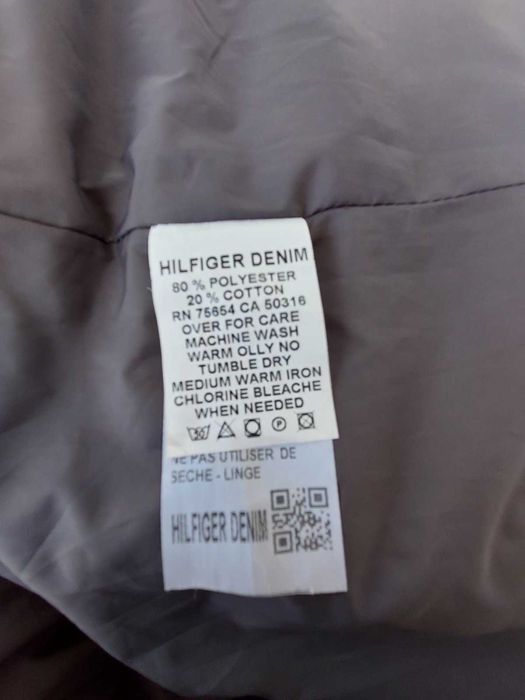 HILFIGER DENIM
80 % POLYESTER
20 % COTTON
RN 75654 CA 50316
OVER FOR CARE
MACHINE WASH
WARM OLLY NO
TUMBLE DRY
MEDIUM WARM IRON
CHLORINE BLEACHE
WHEN NEEDED
30
NE PAS UTILISER DE
SECHE - LINGE
HILFIGER DENIM